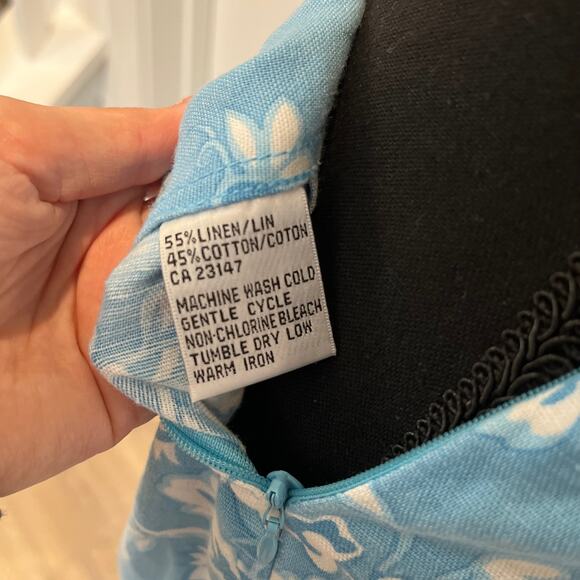 55% LINEN/LIN
45% COTTON/COTON
CA 23147
MACHINE WASH COLD
GENTLE CYCLE
NON-CHLORINE BLEACH
TUMBLE DRY LOW
WARM IRON